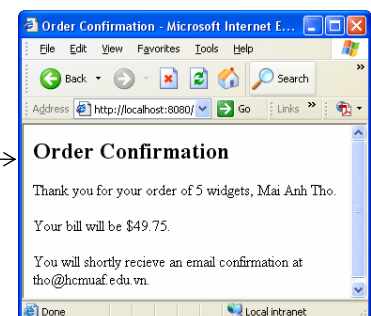 Order Confirmation - Microsoft Internet E...
File Edit View Favorites Tools Help
Back Search
Address http://localhost:8080/ Go Links
Order Confirmation
Thank you for your order of 5 widgets, Mai Anh Tho.
Your bill will be $49.75.
You will shortly recieve an email confirmation at
tho@hcmuaf.edu.vn.
Done Local intranet